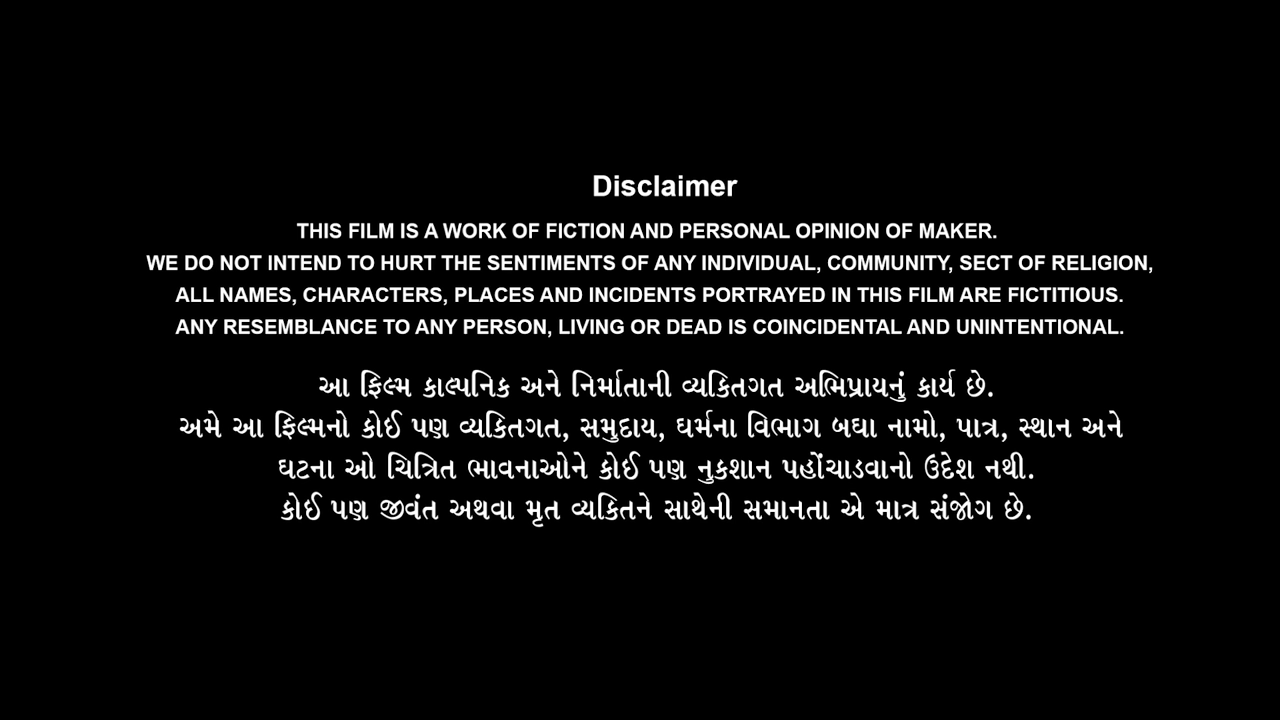 Disclaimer
THIS FILM IS A WORK OF FICTION AND PERSONAL OPINION OF MAKER.
WE DO NOT INTEND TO HURT THE SENTIMENTS OF ANY INDIVIDUAL, COMMUNITY, SECT OF RELIGION,
ALL NAMES, CHARACTERS, PLACES AND INCIDENTS PORTRAYED IN THIS FILM ARE FICTITIOUS.
ANY RESEMBLANCE TO ANY PERSON, LIVING OR DEAD IS COINCIDENTAL AND UNINTENTIONAL.
આ ફિલ્મ કાલ્પનિક અને નિર્માતાની વ્યકિતગત અભિપ્રાયનું કાર્ય છે.
અમે આ ફિલ્મનો કોઈ પણ વ્યકિતગત, સમુદાય, ઘર્મના વિભાગ બઘા નામો, પાત્ર, સ્થાન અને
ઘટના ઓ ચિત્રિત ભાવનાઓને કોઈ પણ નુકશાન પહોંચાડવાનો ઉદેશ નથી.
કોઈ પણ જીવંત અથવા મૃત વ્યકિતને સાથેની સમાનતા એ માત્ર સંજોગ છે.